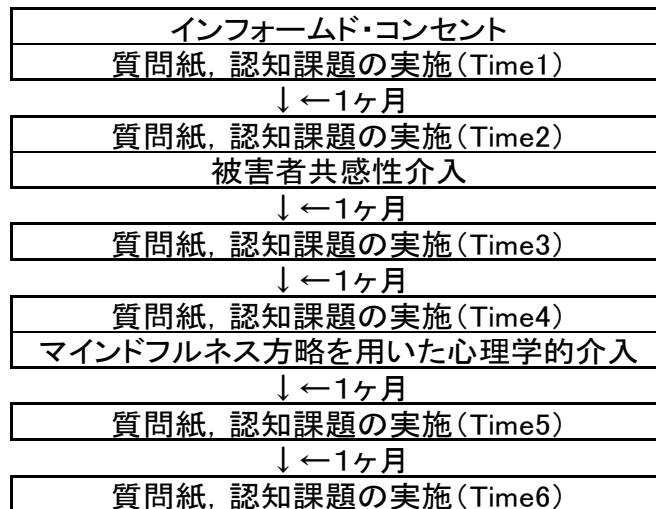 インフォームド・コンセント
質問紙，認知課題の実施（Time1）
↓←1ヶ月
質問紙，認知課題の実施（Time2）
被害者共感性介入
↓←1ヶ月
質問紙，認知課題の実施（Time3）
↓←1ヶ月
質問紙，認知課題の実施（Time4）
マインドフルネス方略を用いた心理学的介入
↓←1ヶ月
質問紙，認知課題の実施（Time5）
↓←1ヶ月
質問紙，認知課題の実施（Time6）